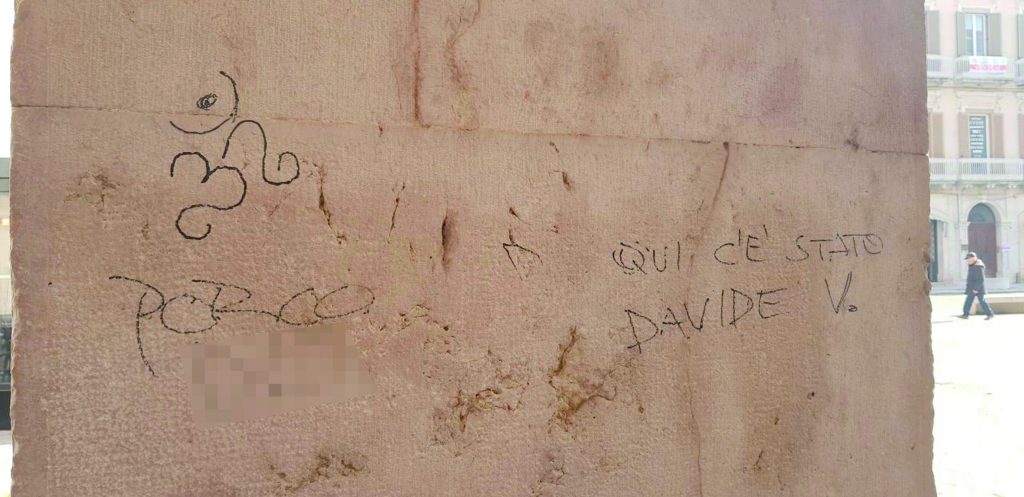 ॐ
PORCO
QUI C'E' STATO
DAVIDE V.